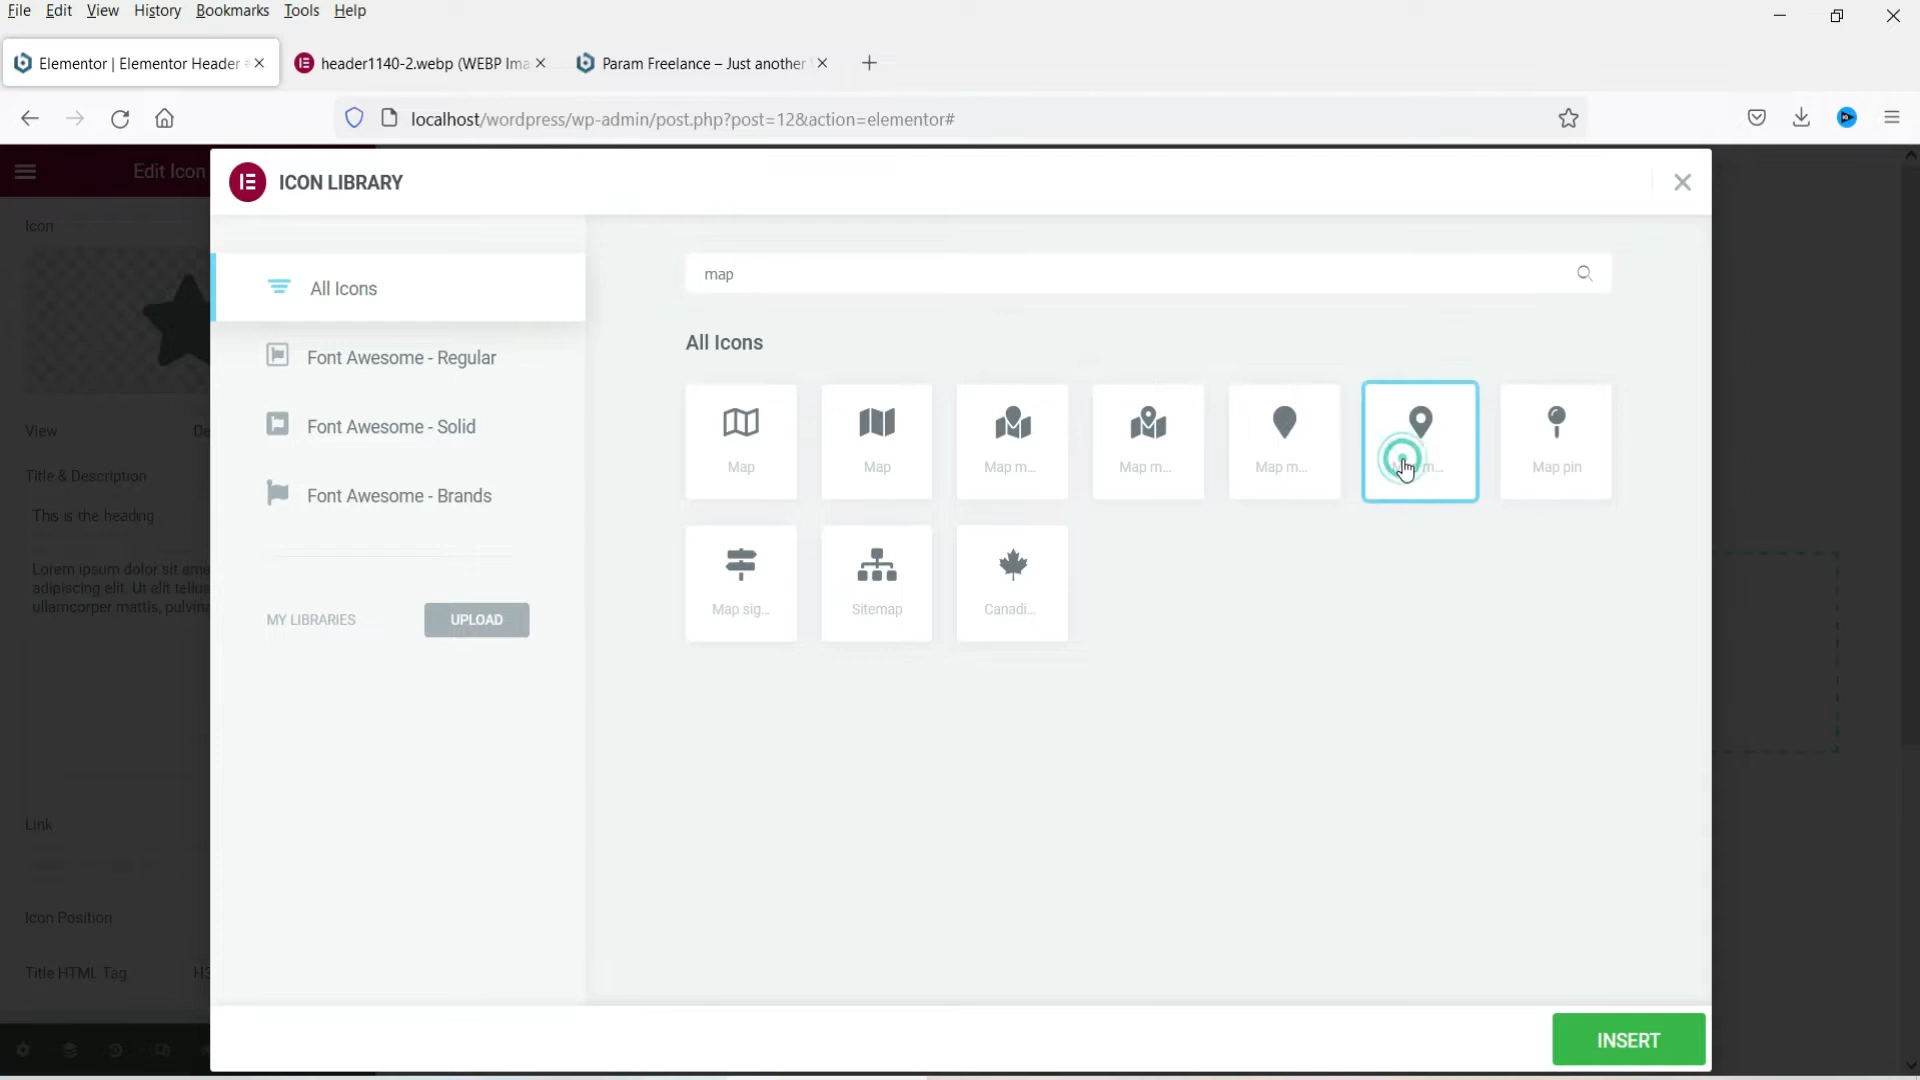 File Edit View History Bookmarks Tools Help
Elementor | Elementor Header
header1140-2.webp (WEBP Ima
Param Freelance – Just another
localhost/wordpress/wp-admin/post.php?post=12&action=elementor#
Edit Icon
ICON LIBRARY
Icon
All Icons
Font Awesome - Regular
Font Awesome - Solid
Font Awesome - Brands
MY LIBRARIES
UPLOAD
map
All Icons
Map
Map
Map m...
Map m...
Map m...
Map pin
Map sig...
Sitemap
Canadi...
View
De
Title & Description
This is the heading
Lorem ipsum dolor sit ame
adipiscing elit. Ut elit tellus
ullamcorper mattis, pulvina
Link
Icon Position
Title HTML Tag
H3
INSERT